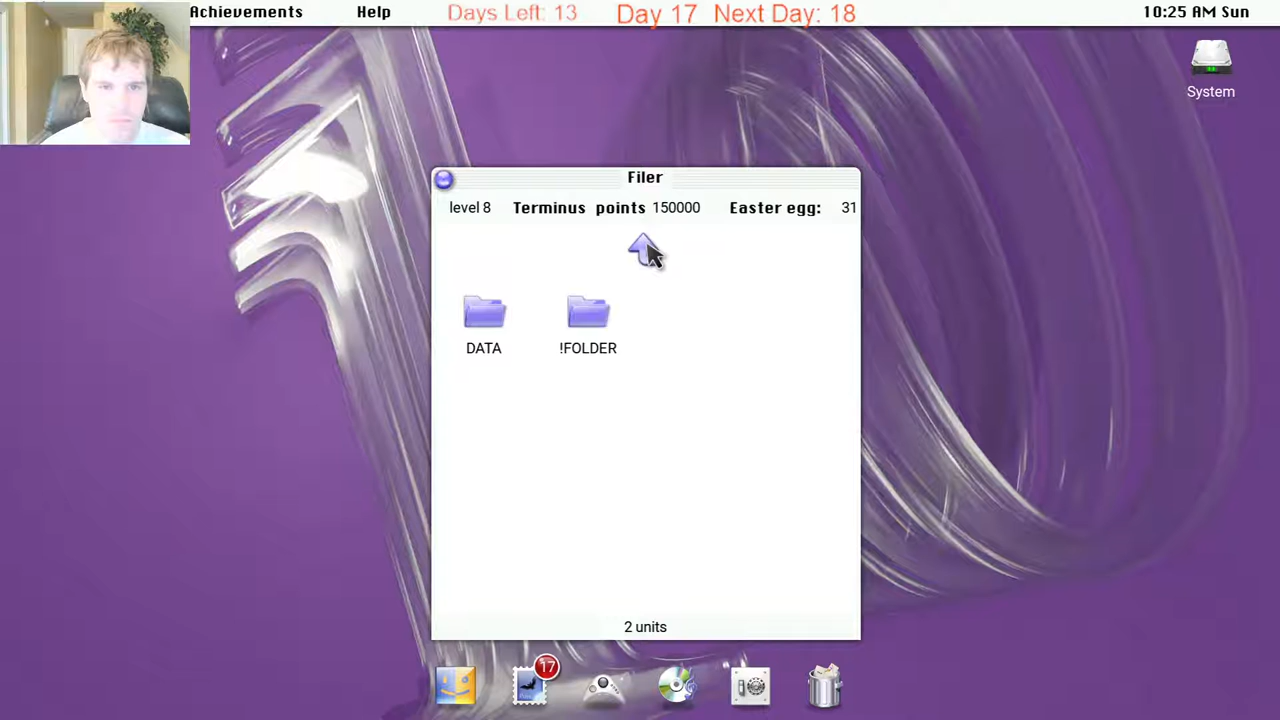 Achievements Help Days Left: 13 Day 17 Next Day: 18 10:25 AM Sun
System
Filer
level 8 Terminus points 150000 Easter egg: 31
DATA !FOLDER
2 units
17